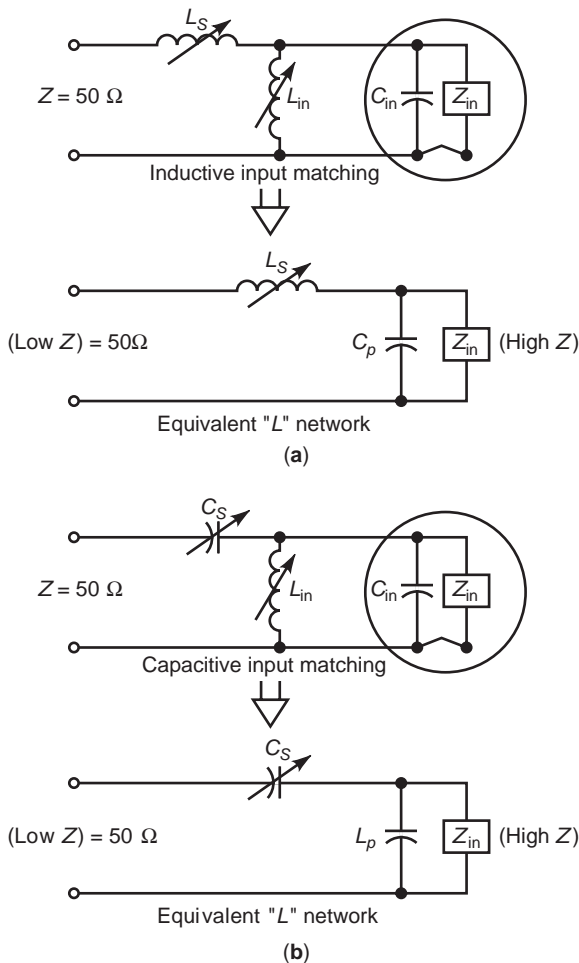 L_S
Z = 50 Ω
L_in
C_in
Z_in
Inductive input matching
L_S
(Low Z) = 50Ω
C_p
Z_in
(High Z)
Equivalent "L" network
(a)
C_S
Z = 50 Ω
L_in
C_in
Z_in
Capacitive input matching
C_S
(Low Z) = 50 Ω
L_p
Z_in
(High Z)
Equivalent "L" network
(b)